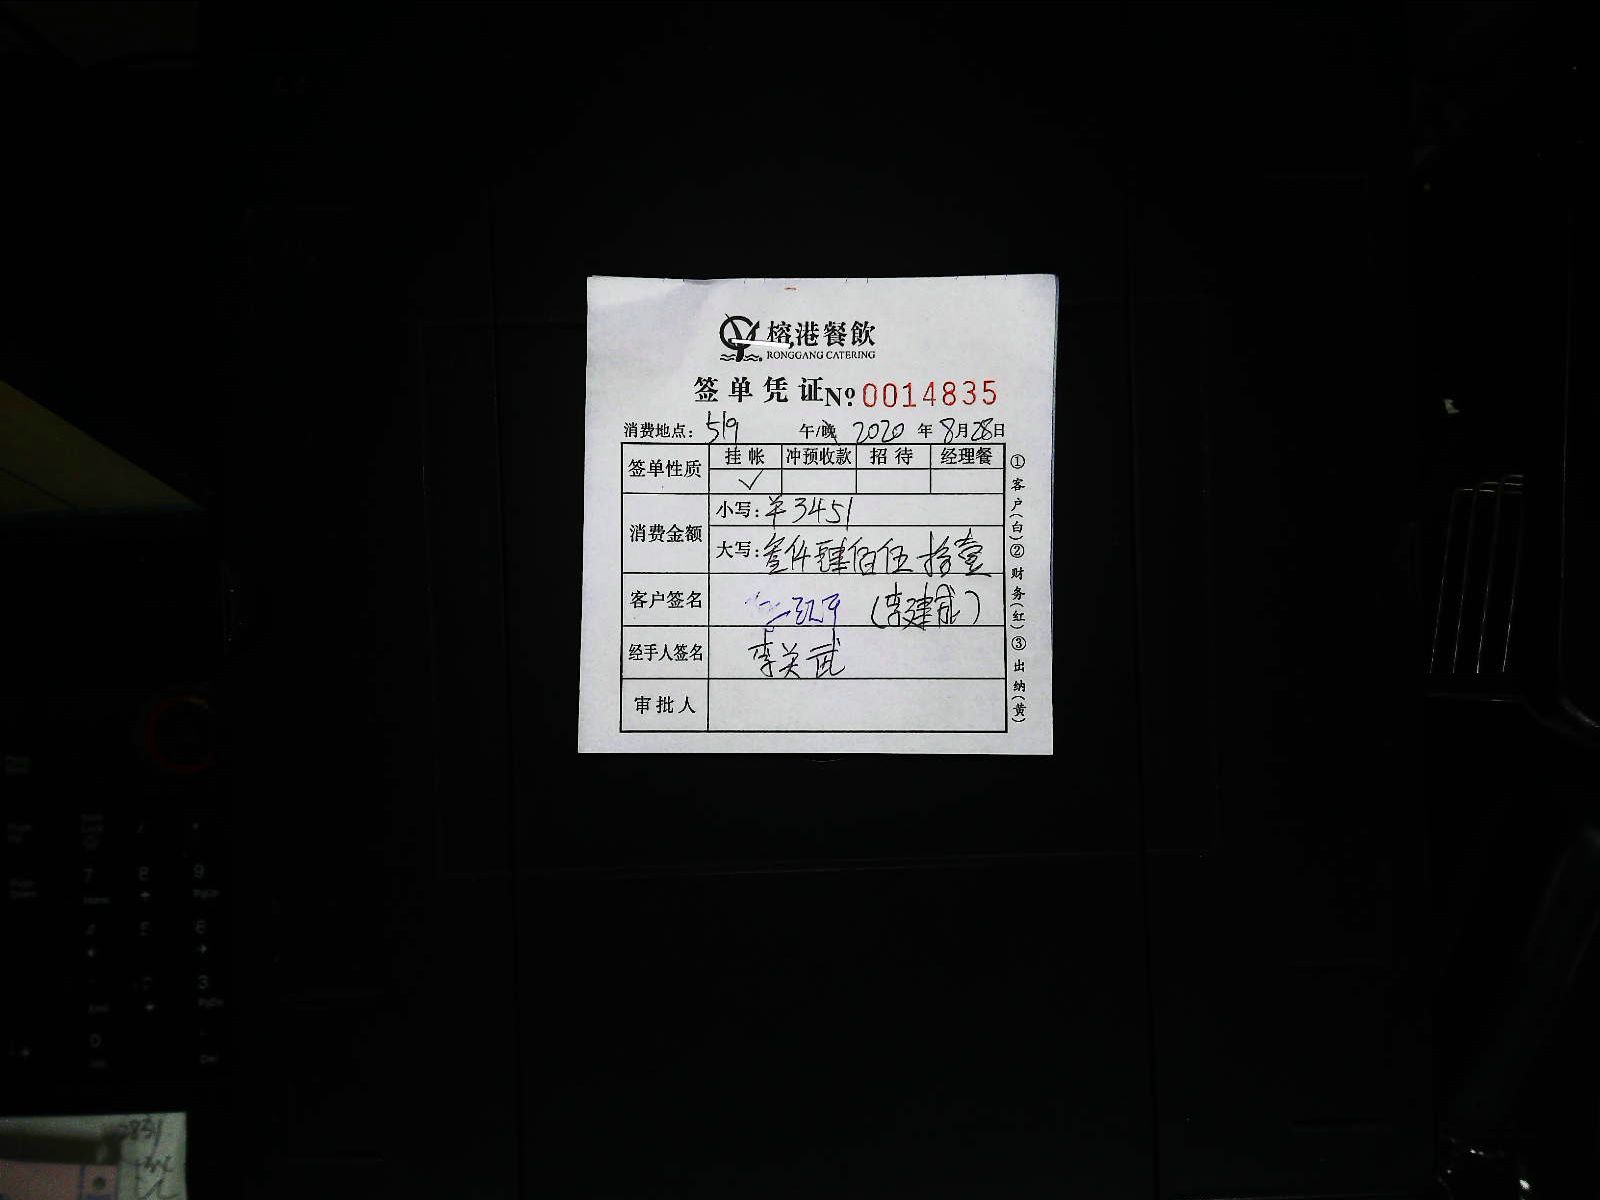 榕港餐飲
RONGGANG CATERING
签单凭证 No. 0014835
消费地点: 519 午/晚 2020 年 8月28日
签单性质 挂帐 冲预收款 招待 经理餐
✓
消费金额 小写: ¥3451
大写: 叁仟肆佰伍拾壹
客户签名 (李建成)
经手人签名 李关武
审批人
①客户(白)②财务(红)③出纳(黄)
7 8 9